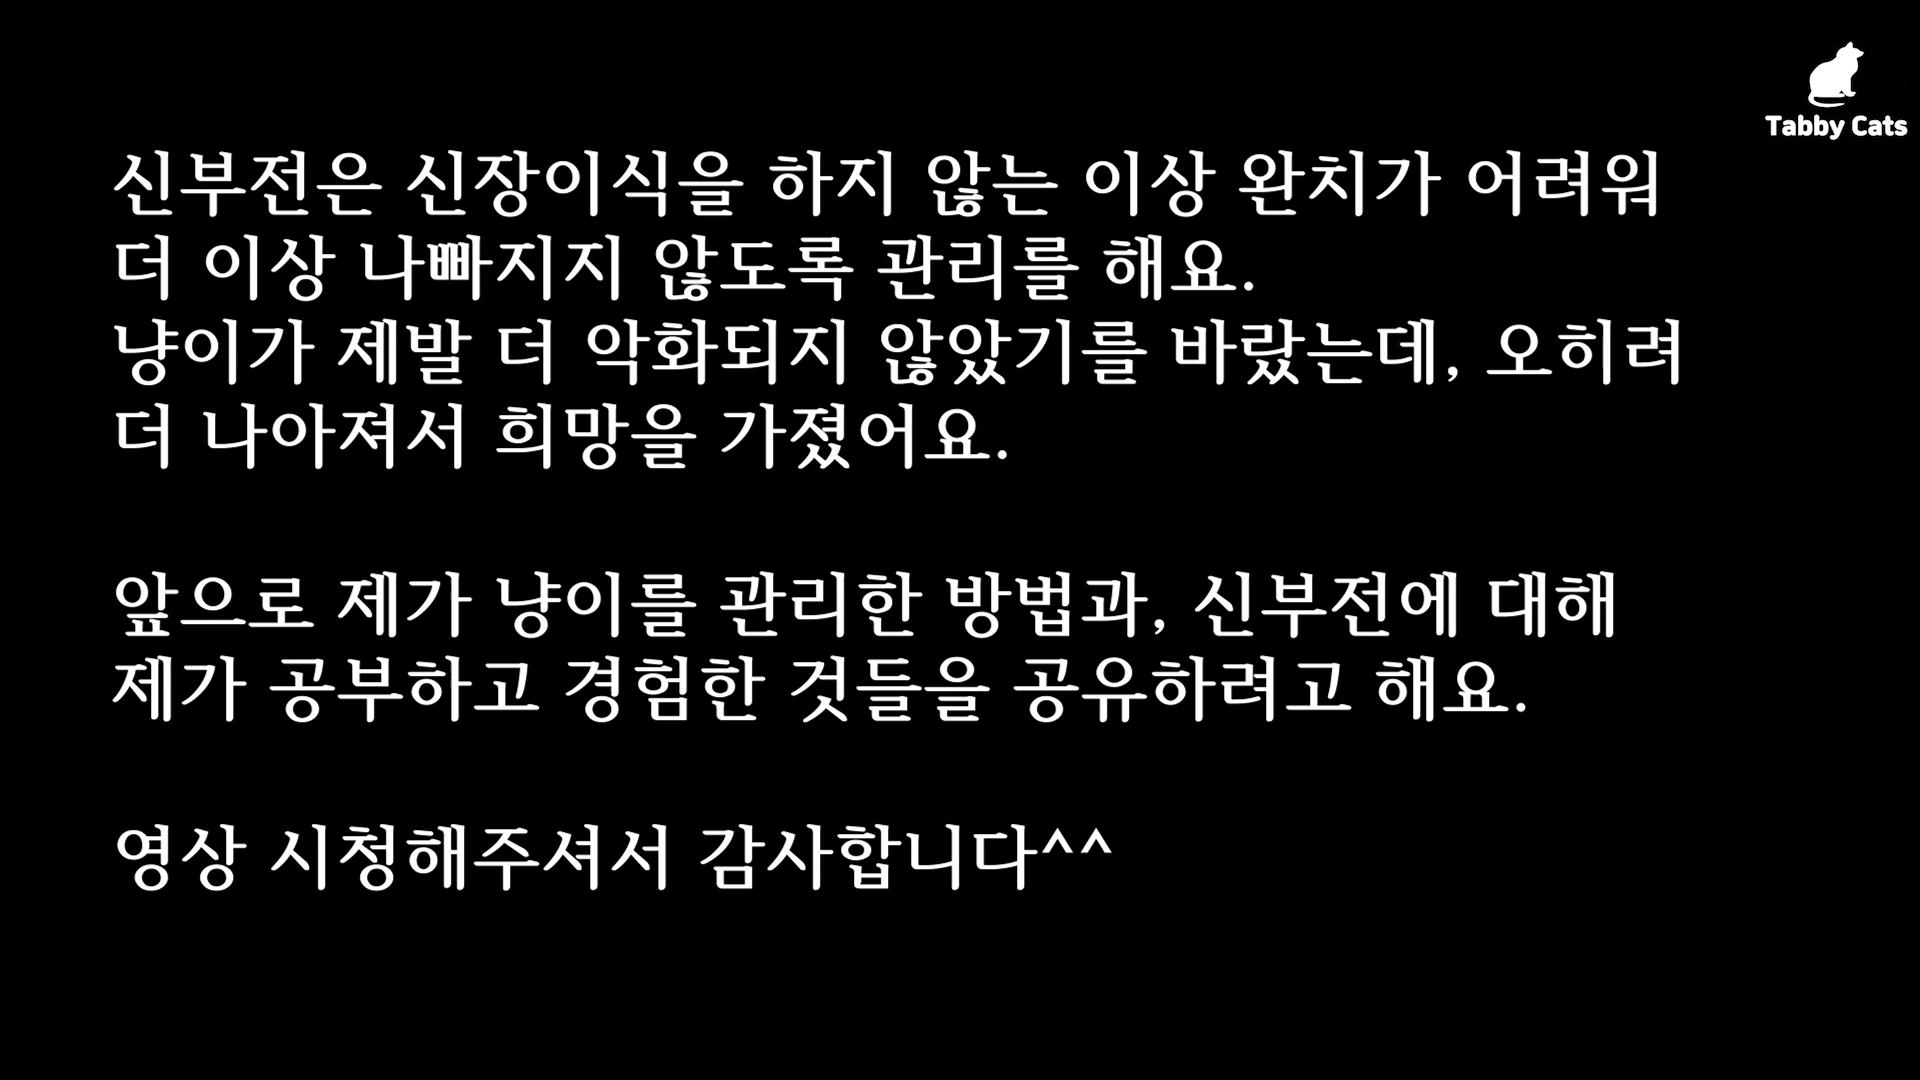 Tabby Cats
신부전은 신장이식을 하지 않는 이상 완치가 어려워
더 이상 나빠지지 않도록 관리를 해요.
냥이가 제발 더 악화되지 않았기를 바랐는데, 오히려
더 나아져서 희망을 가졌어요.
앞으로 제가 냥이를 관리한 방법과, 신부전에 대해
제가 공부하고 경험한 것들을 공유하려고 해요.
영상 시청해주셔서 감사합니다^^